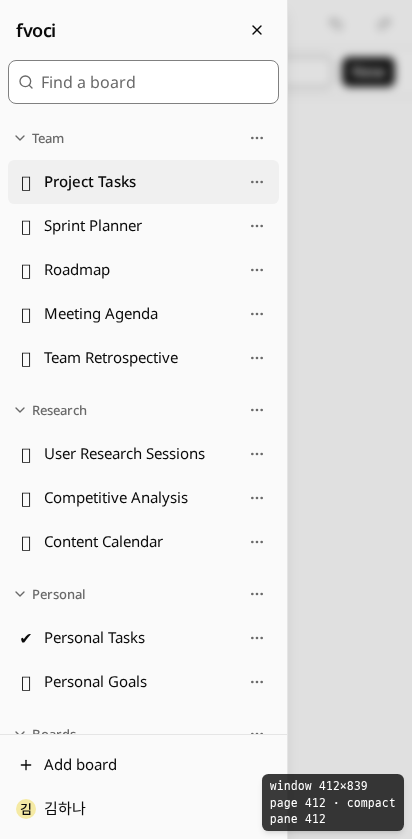 fvoci
Find a board
Team
Project Tasks
Sprint Planner
Roadmap
Meeting Agenda
Team Retrospective
Research
User Research Sessions
Competitive Analysis
Content Calendar
Personal
Personal Tasks
Personal Goals
Boards
Add board
김 김하나
window 412×839
page 412 · compact
pane 412